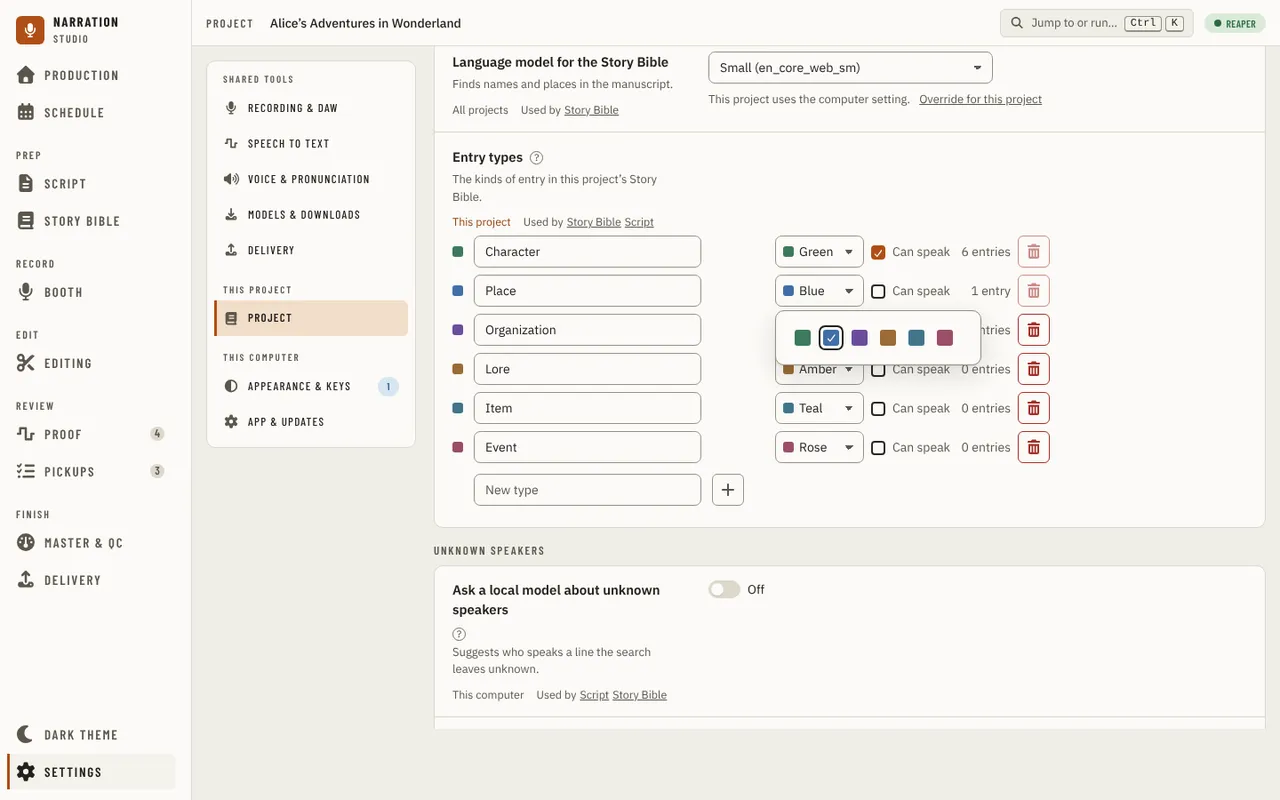 NARRATION
STUDIO
PRODUCTION
SCHEDULE
PREP
SCRIPT
STORY BIBLE
RECORD
BOOTH
EDIT
EDITING
REVIEW
PROOF 4
PICKUPS 3
FINISH
MASTER & QC
DELIVERY
DARK THEME
SETTINGS
PROJECT Alice's Adventures in Wonderland
Jump to or run... Ctrl K
REAPER
SHARED TOOLS
RECORDING & DAW
SPEECH TO TEXT
VOICE & PRONUNCIATION
MODELS & DOWNLOADS
DELIVERY
THIS PROJECT
PROJECT
THIS COMPUTER
APPEARANCE & KEYS 1
APP & UPDATES
Language model for the Story Bible
Finds names and places in the manuscript.
All projects Used by Story Bible
Small (en_core_web_sm)
This project uses the computer setting. Override for this project
Entry types ?
The kinds of entry in this project's Story
Bible.
This project Used by Story Bible Script
Character Green Can speak 6 entries
Place Blue Can speak 1 entry
Organization
Lore Amber Can speak 0 entries
Item Teal Can speak 0 entries
Event Rose Can speak 0 entries
New type
UNKNOWN SPEAKERS
Ask a local model about unknown
speakers
?
Suggests who speaks a line the search
leaves unknown.
This computer Used by Script Story Bible
Off